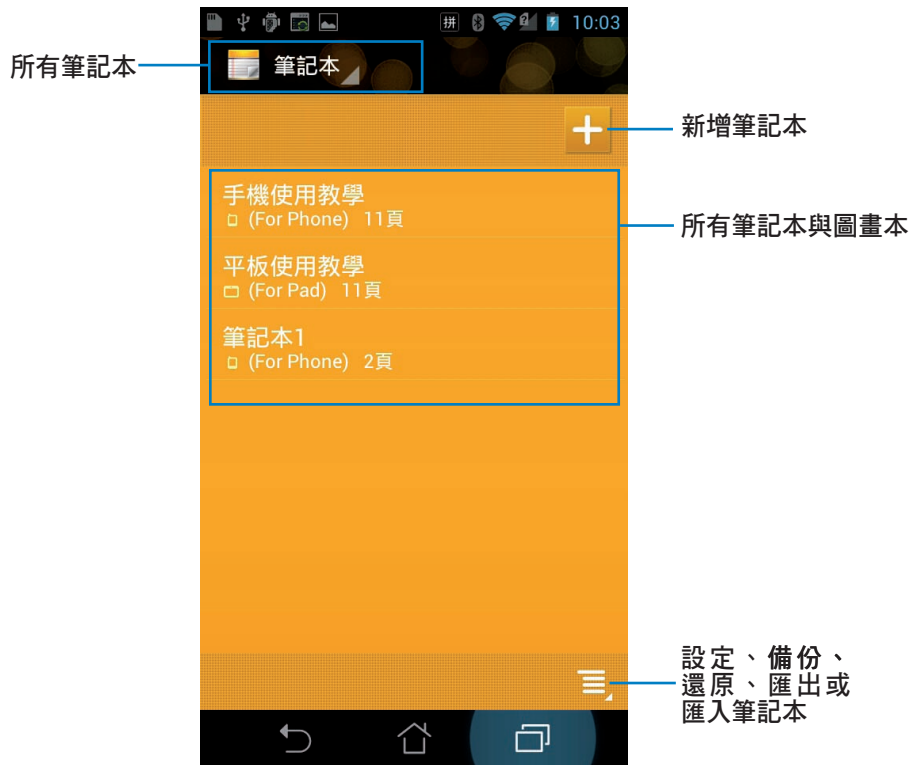 拼 10:03
所有筆記本
筆記本
新增筆記本
手機使用教學
(For Phone) 11頁
所有筆記本與圖畫本
平板使用教學
(For Pad) 11頁
筆記本1
(For Phone) 2頁
設定、備份、
還原、匯出或
匯入筆記本